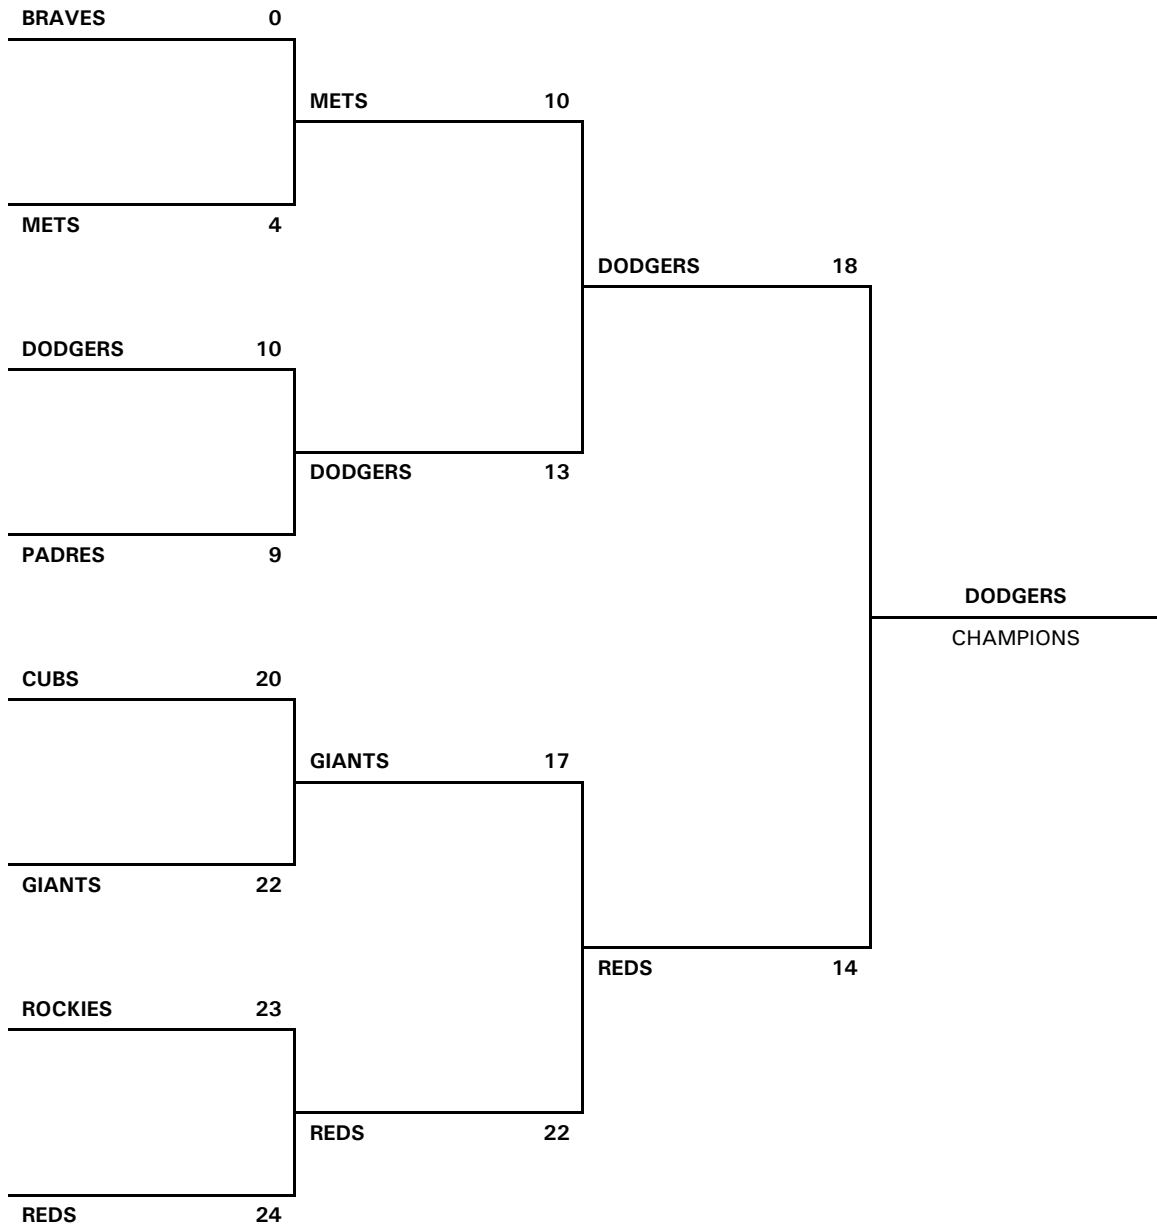 BRAVES 0
METS 10
METS 4
DODGERS 18
DODGERS 10
DODGERS 13
PADRES 9
DODGERS
CHAMPIONS
CUBS 20
GIANTS 17
GIANTS 22
REDS 14
ROCKIES 23
REDS 22
REDS 24